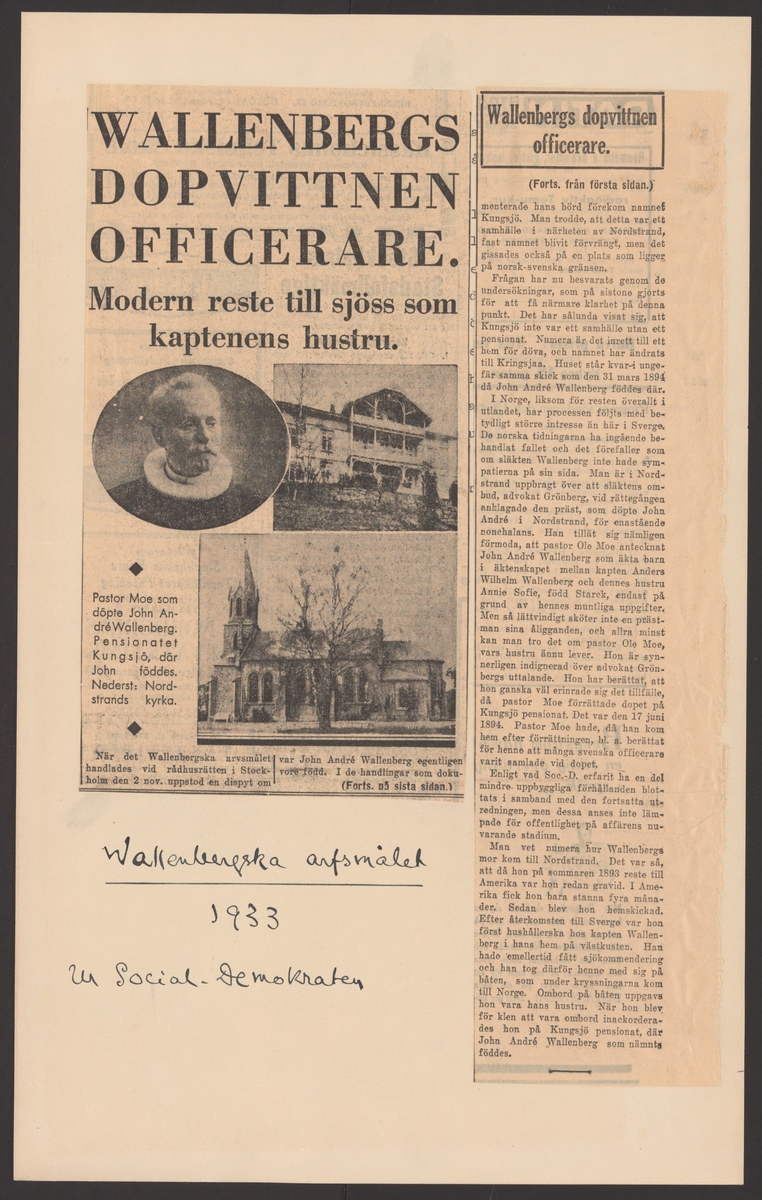 WALLENBERGS
DOPVITTNEN
OFFICERARE.
Modern reste till sjöss som
kaptenens hustru.
Pastor Moe som
döpte John An-
dré Wallenberg.
Pensionatet
Kungsjö, där
John föddes.
Nederst: Nord-
strands kyrka.
När det Wallenbergska arvsmålet
handlades vid rådhusrätten i Stock-
holm den 2 nov. uppstod en dispyt om
var John André Wallenberg egentligen
vore född. I de handlingar som doku-
(Forts. på sista sidan.)
Wallenbergs dopvittnen
officerare.
(Forts. från första sidan.)
menterade hans börd förekom namnet
Kungsjö. Man trodde, att detta var ett
samhälle i närheten av Nordstrand,
fast namnet blivit förvrängt, men det
gissades också på en plats som ligger
på norsk-svenska gränsen.
Frågan har nu besvarats genom de
undersökningar, som på sistone gjorts
för att få närmare klarhet på denna
punkt. Det har sålunda visat sig, att
Kungsjö inte var ett samhälle utan ett
pensionat. Numera är det inrett till ett
hem för döva, och namnet har ändrats
till Kringsjaa. Huset står kvar i unge-
fär samma skick som den 31 mars 1894
då John André Wallenberg föddes där.
I Norge, liksom för resten överallt i
utlandet, har processen följts med be-
tydligt större intresse än här i Sverge.
De norska tidningarna ha ingående be-
handlat fallet och det förefaller som
om släkten Wallenberg inte hade sym-
patierna på sin sida. Man är i Nord-
strand uppbragt över att släktens om-
bud, advokat Grönberg, vid rättegången
anklagade den präst, som döpte John
André i Nordstrand, för enastående
nonchalans. Han tillät sig nämligen
förmoda, att pastor Ole Moe antecknat
John André Wallenberg som äkta barn
i äktenskapet mellan kapten Anders
Wilhelm Wallenberg och dennes hustru
Annie Sofie, född Starck, endast på
grund av hennes muntliga uppgifter.
Men så lättvindigt sköter inte en präst-
man sina åligganden, och allra minst
kan man tro det om pastor Ole Moe,
vars hustru ännu lever. Hon är syn-
nerligen indignerad över advokat Grön-
bergs uttalande. Hon har berättat, att
hon ganska väl erinrade sig det tillfälle,
då pastor Moe förrättade dopet på
Kungsjö pensionat. Det var den 17 juni
1894. Pastor Moe hade, då han kom
hem efter förrättningen, bl. a. berättat
för henne att många svenska officerare
varit samlade vid dopet.
Enligt vad Soc.-D. erfarit ha en del
mindre uppbyggliga förhållanden blot-
tats i samband med den fortsatta ut-
redningen, men dessa anses inte läm-
pade för offentlighet på affärens nu-
varande stadium.
Man vet numera hur Wallenbergs
mor kom till Nordstrand. Det var så,
att då hon på sommaren 1893 reste till
Amerika var hon redan gravid. I Ame-
rika fick hon bara stanna fyra måna-
der. Sedan blev hon hemskickad.
Efter återkomsten till Sverge var hon
först hushållerska hos kapten Wallen-
berg i hans hem på västkusten. Han
hade emellertid fått sjökommendering
och han tog därför henne med sig på
båten, som under kryssningarna kom
till Norge. Ombord på båten uppgavs
hon vara hans hustru. När hon blev
för klen att vara ombord inackordera-
des hon på Kungsjö pensionat, där
John André Wallenberg som nämnts
föddes.
Wallenbergska arfsmålet
1933
Ur Social-Demokraten